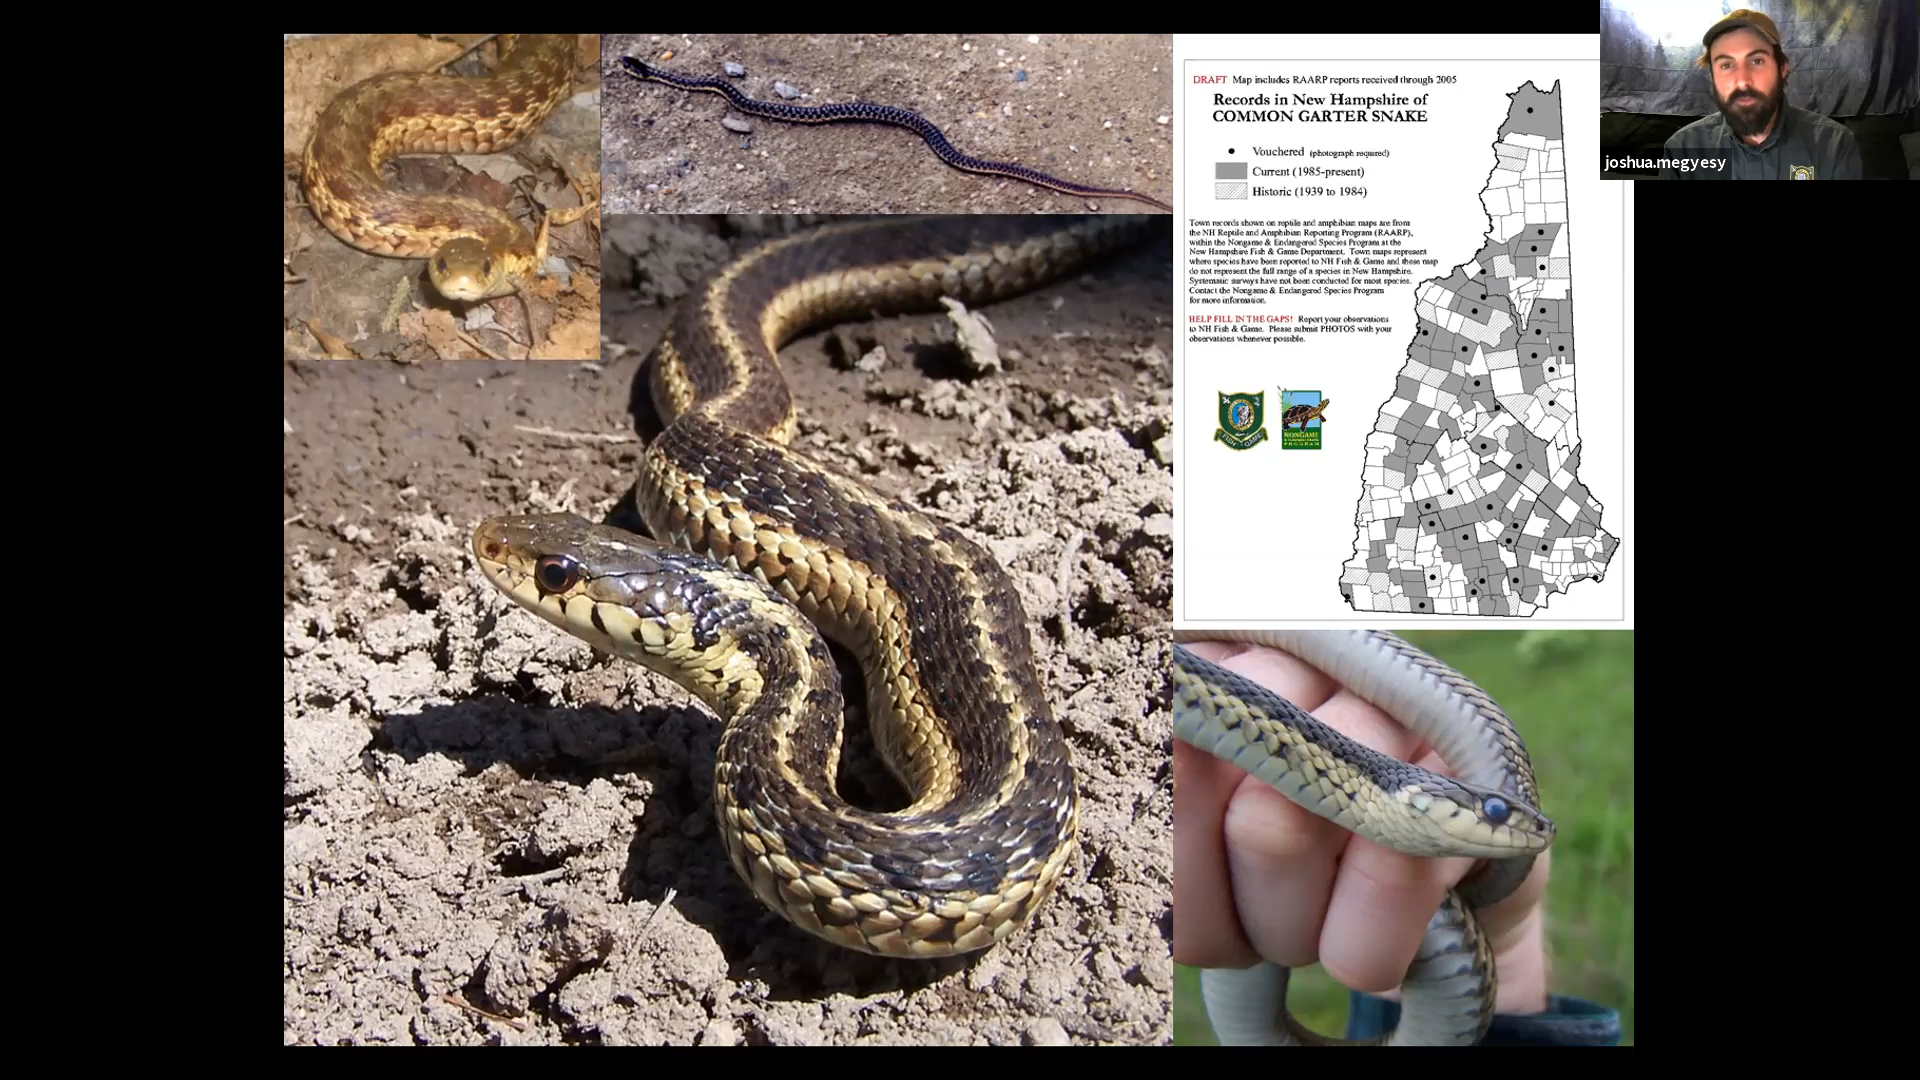 DRAFT Map includes RAARP reports received through 2005
Records in New Hampshire of
COMMON GARTER SNAKE
Vouchered (photograph required)
Current (1985-present)
Historic (1939 to 1984)
Town records shown on reptile and amphibian maps are from
the NH Reptile and Amphibian Reporting Program (RAARP),
within the Nongame & Endangered Species Program at the
New Hampshire Fish & Game Department. Town maps represent
where species have been reported to NH Fish & Game and these map
do not represent the full range of a species in New Hampshire.
Systematic surveys have not been conducted for most species.
Contact the Nongame & Endangered Species Program
for more information.
HELP FILL IN THE GAPS! Report your observations
to NH Fish & Game. Please submit PHOTOS with your
observations whenever possible.
FISH GAME
NONGAME
PROGRAM
joshua.megyesy